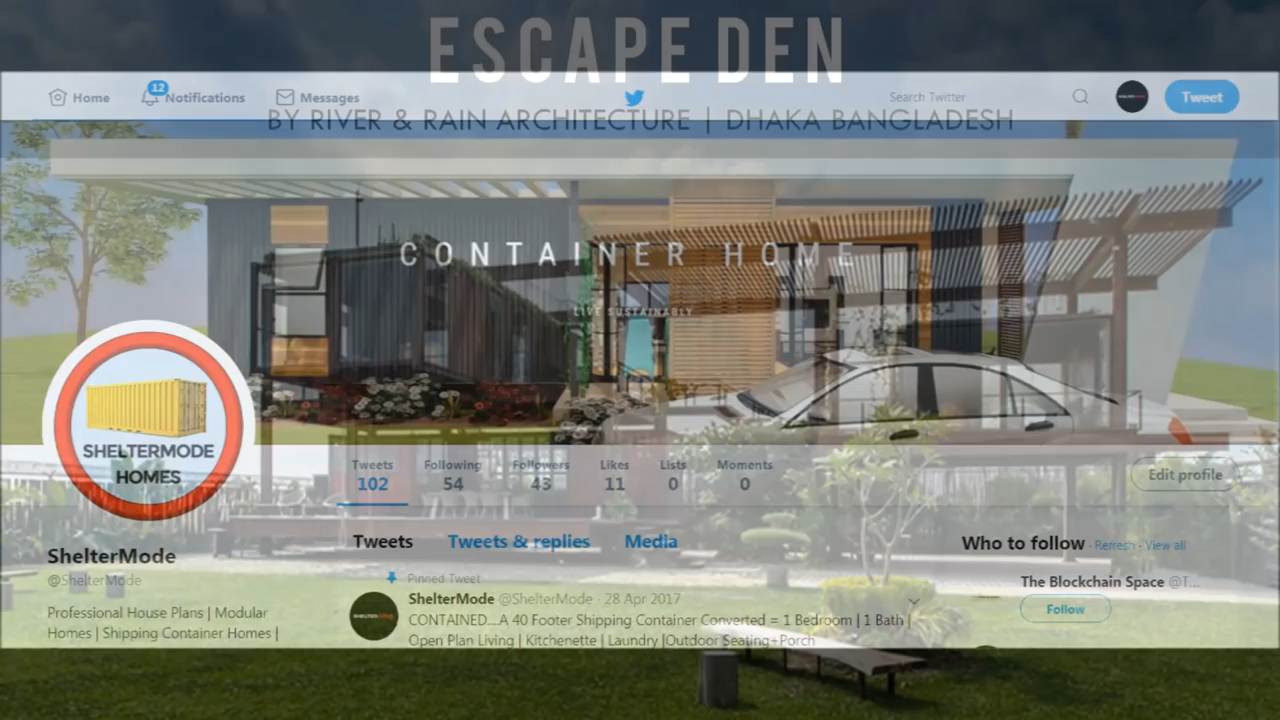 ESCAPE DEN
Home
12
Notifications
Messages
Search Twitter
Tweet
BY RIVER & RAIN ARCHITECTURE | DHAKA BANGLADESH
CONTAINER HOME
LIVE SUSTAINABLY
SHELTERMODE
HOMES
Tweets Following Followers Likes Lists Moments
102 54 43 11 0 0
Edit profile
ShelterMode
@ShelterMode
Professional House Plans | Modular
Homes | Shipping Container Homes |
Tweets Tweets & replies Media
Pinned Tweet
ShelterMode @ShelterMode · 28 Apr 2017
CONTAINED....A 40 Footer Shipping Container Converted = 1 Bedroom | 1 Bath |
Open Plan Living | Kitchenette | Laundry |Outdoor Seating+Porch
Who to follow · Refresh · View all
The Blockchain Space @T...
Follow